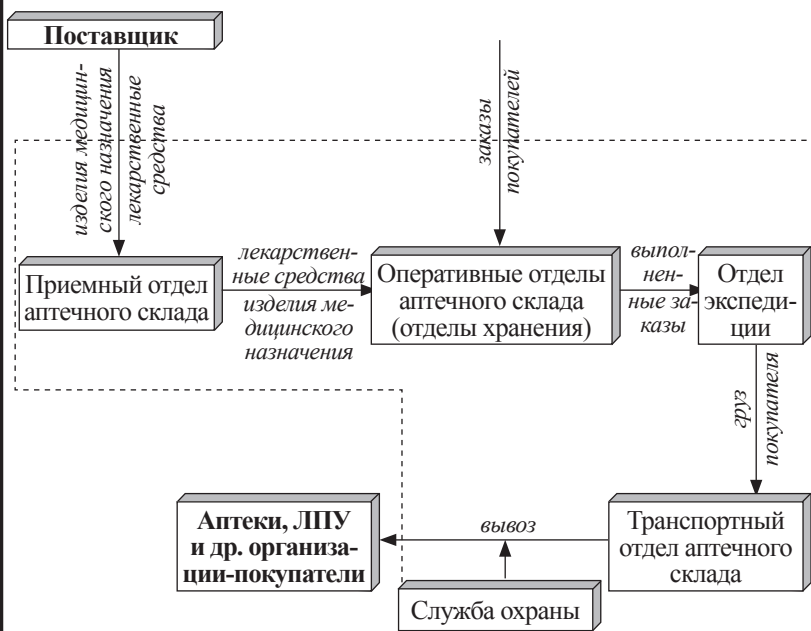 Поставщик
изделия медицин-
ского назначения
лекарственные
средства
заказы
покупателей
Приемный отдел
аптечного склада
лекарствен-
ные средства
изделия ме-
дицинского
назначения
Оперативные отделы
аптечного склада
(отделы хранения)
выпол-
нен-
ные за-
казы
Отдел
экспеди-
ции
груз
покупателя
Аптеки, ЛПУ
и др. организа-
ции-покупатели
вывоз
Транспортный
отдел аптечного
склада
Служба охраны